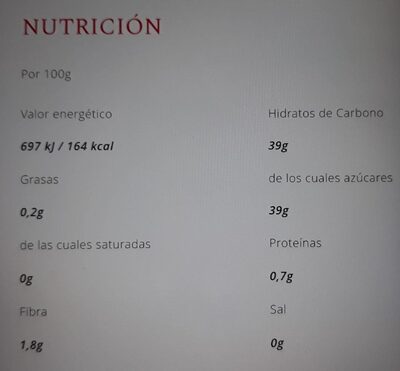 NUTRICIÓN
Por 100g
Valor energético
697 kJ / 164 kcal
Grasas
0,2g
de las cuales saturadas
0g
Fibra
1,8g
Hidratos de Carbono
39g
de los cuales azúcares
39g
Proteínas
0,7g
Sal
0g